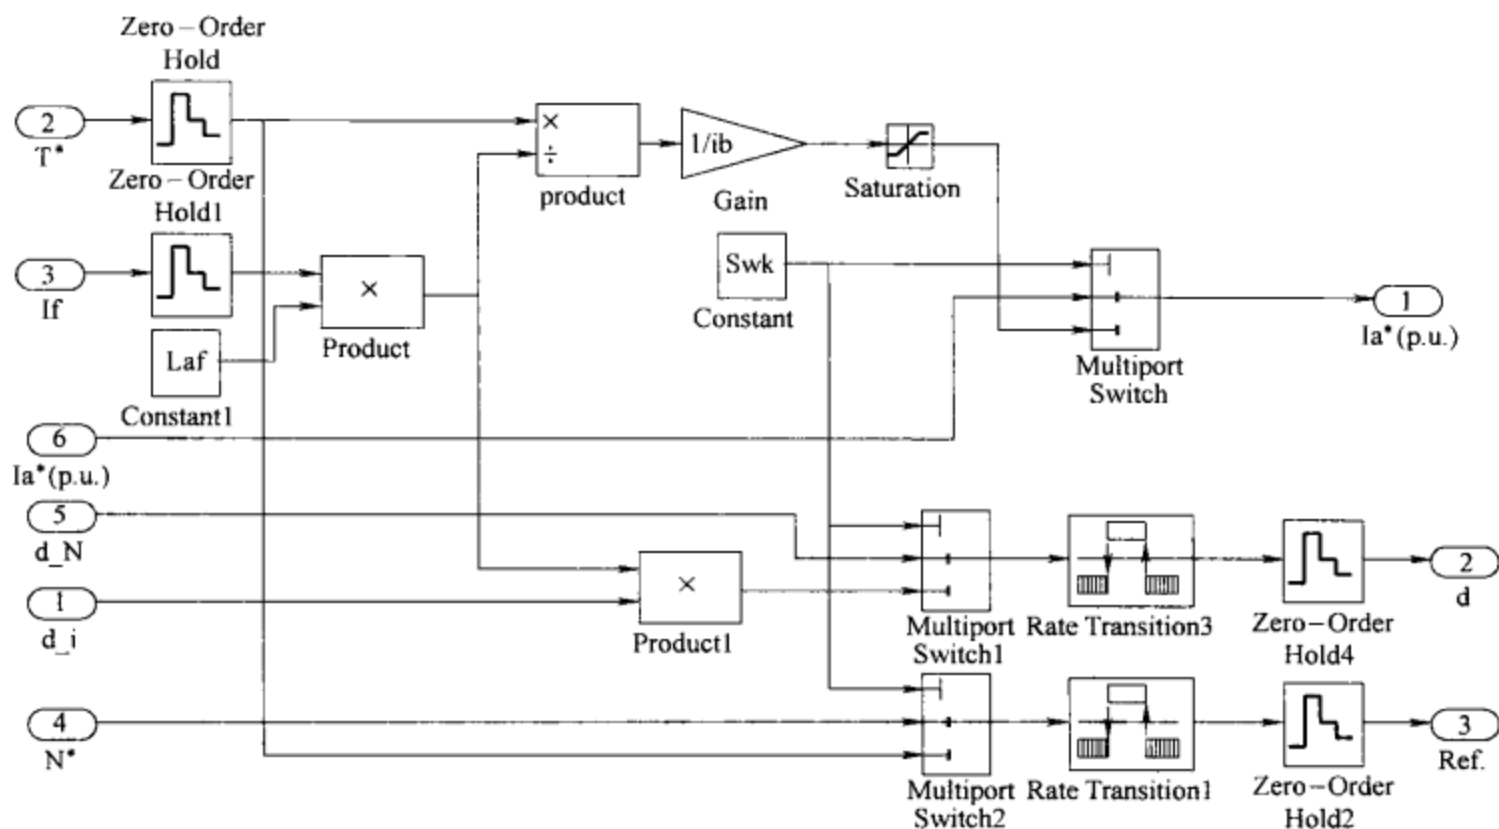 Zero-Order
Hold
2
T*
×
÷
product
1/ib
Gain
Saturation
Zero-Order
Hold1
3
If
×
Product
Laf
Constant1
Swk
Constant
Multiport
Switch
1
Ia*(p.u.)
6
Ia*(p.u.)
5
d_N
1
d_i
×
Product1
Multiport
Switch1
Rate Transition3
Zero-Order
Hold4
2
d
4
N*
Multiport
Switch2
Rate Transition1
Zero-Order
Hold2
3
Ref.